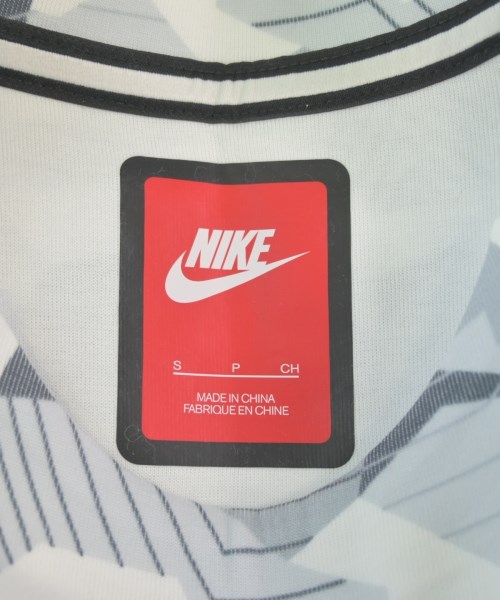 NIKE
S P CH
MADE IN CHINA
FABRIQUE EN CHINE